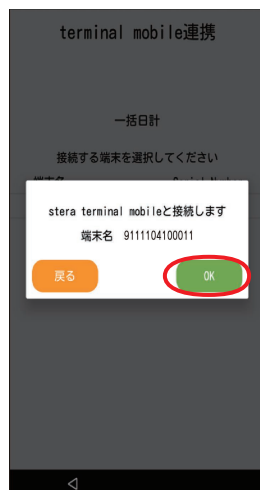 terminal mobile連携
一括日計
接続する端末を選択してください
端末名
stera terminal mobileと接続します
端末名 9111104100011
戻る OK